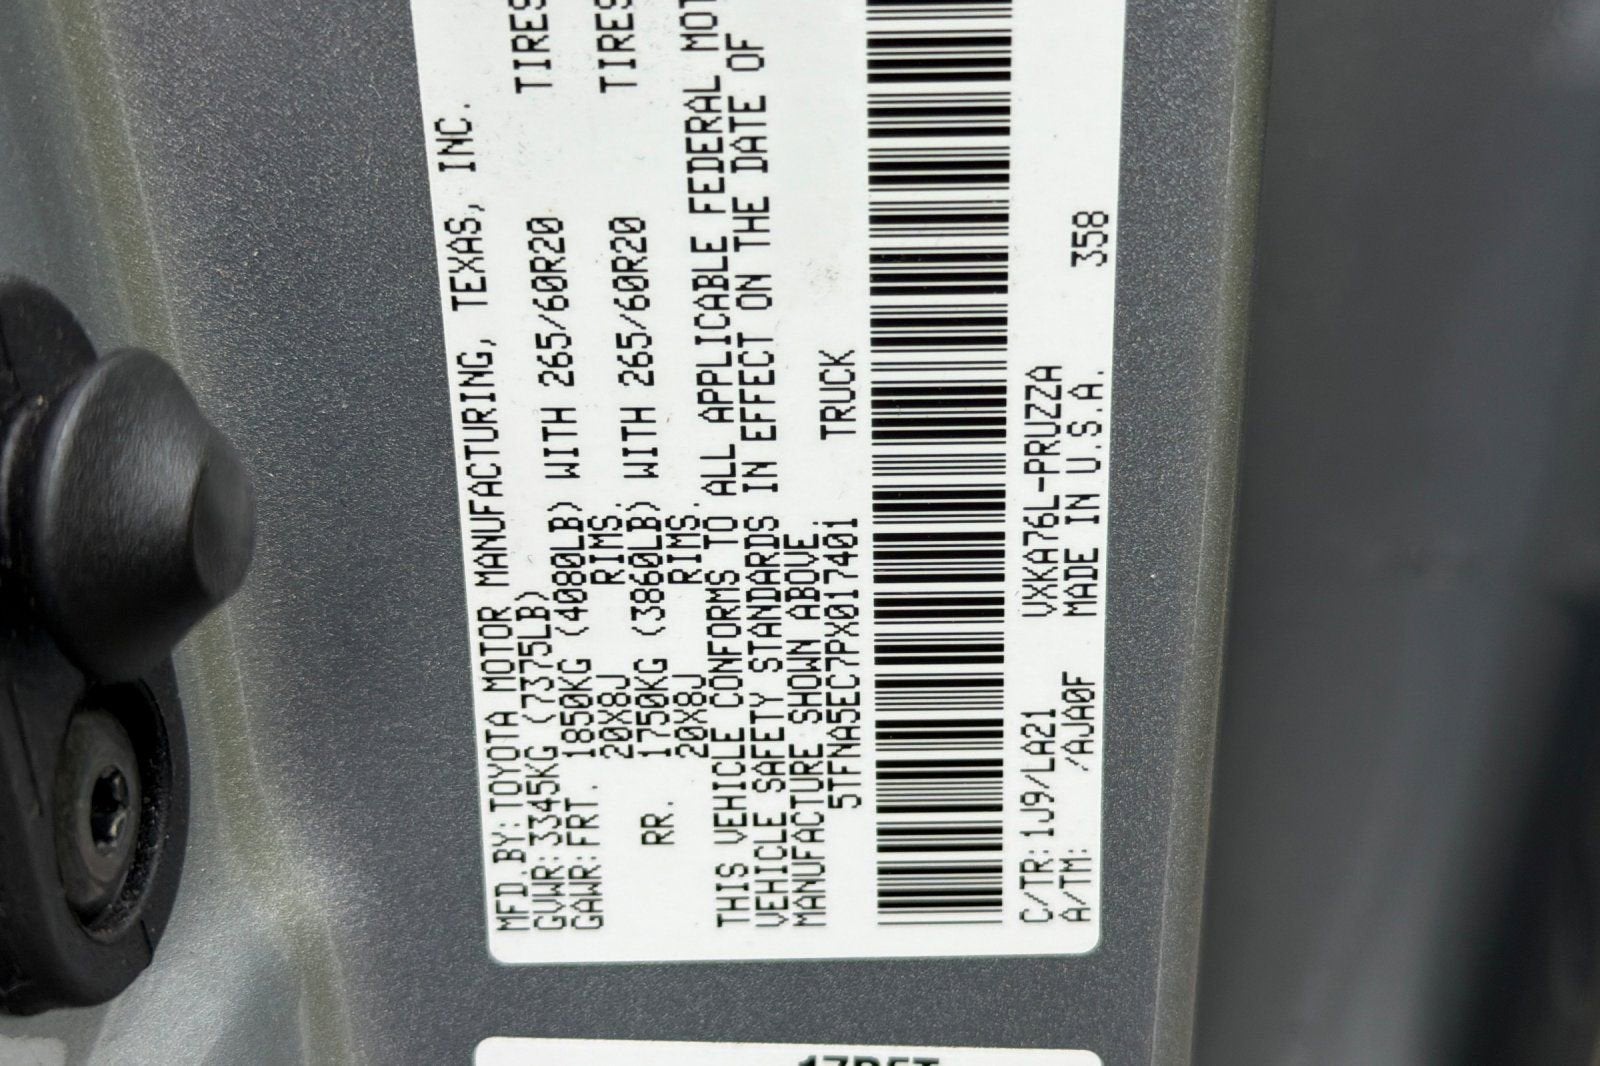 MFD.BY:TOYOTA MOTOR MANUFACTURING, TEXAS, INC.
GVWR:3345KG (7375LB)
GAWR:FRT. 1850KG (4080LB) WITH 265/60R20 TIRES
20X8J RIMS.
RR. 1750KG (3860LB) WITH 265/60R20 TIRES
20X8J RIMS.
THIS VEHICLE CONFORMS TO ALL APPLICABLE FEDERAL MOT
VEHICLE SAFETY STANDARDS IN EFFECT ON THE DATE OF
MANUFACTURE SHOWN ABOVE.
5TFNA5EC7PX017401 TRUCK
C/TR:1J9/LA21 VXKA76L-PRUZZA 358
A/TM: /AJA0F MADE IN U.S.A.